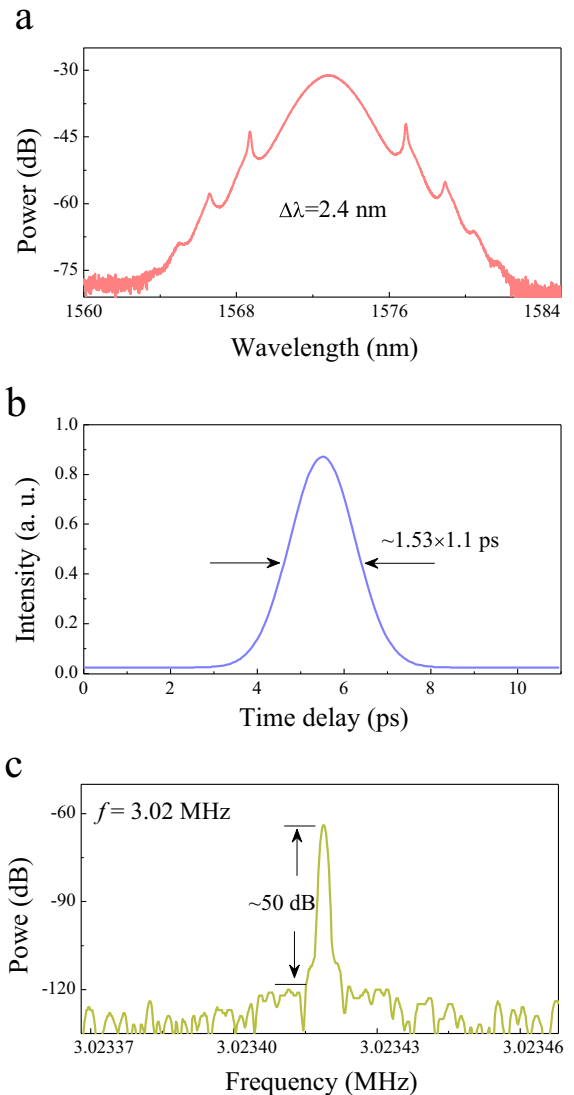 a
-30
-45
-60
-75
Power (dB)
Δλ=2.4 nm
1560
1568
1576
1584
Wavelength (nm)
b
1.0
0.8
0.6
0.4
0.2
0.0
Intensity (a. u.)
~1.53×1.1 ps
0
2
4
6
8
10
Time delay (ps)
c
-60
-90
-120
Powe (dB)
f = 3.02 MHz
~50 dB
3.02337
3.02340
3.02343
3.02346
Frequency (MHz)